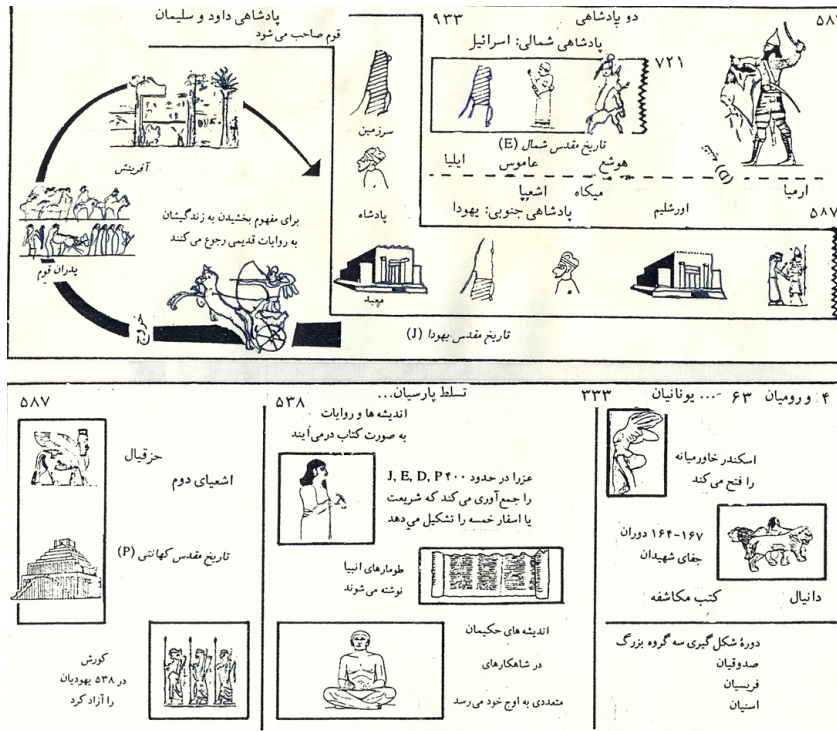 پادشاهی داود و سلیمان
قوم صاحب می‌شود
۹۳۳
دو پادشاهی
۵۸۷
پادشاهی شمالی: اسرائیل
۷۲۱
سرزمین
تاریخ مقدس شمال (E)
ایلیا
عاموس
هوشع
(D)
ارمیا
آفرینش
میکاه
اشعیا
پادشاه
پادشاهی جنوبی: یهودا
اورشلیم
۵۸۷
برای مفهوم بخشیدن به زندگیشان
به روایات قدیمی رجوع می‌کنند
پدران قوم
معبد
خروج
تاریخ مقدس یهودا (J)
۵۸۷
حزقیال
اشعیای دوم
تاریخ مقدس کهانتی (P)
کورش
در ۵۳۸ یهودیان
را آزاد کرد
۵۳۸
تسلط پارسیان...
اندیشه ها و روایات
به صورت کتاب درمی‌آیند
عزرا در حدود ۴۰۰ J, E, D, P
را جمع‌آوری می‌کند که شریعت
یا اسفار خمسه را تشکیل می‌دهد
طومارهای انبیا
نوشته می‌شوند
اندیشه های حکیمان
در شاهکارهای
متعددی به اوج خود می‌رسد
۳۳۳
یونانیان ...- ۶۳ و رومیان ۴
اسکندر خاورمیانه
را فتح می‌کند
۱۶۷-۱۶۴ دوران
جفای شهیدان
دانیال
کتب مکاشفه
دورهٔ شکل گیری سه گروه بزرگ
صدوقیان
فریسیان
اسنیان